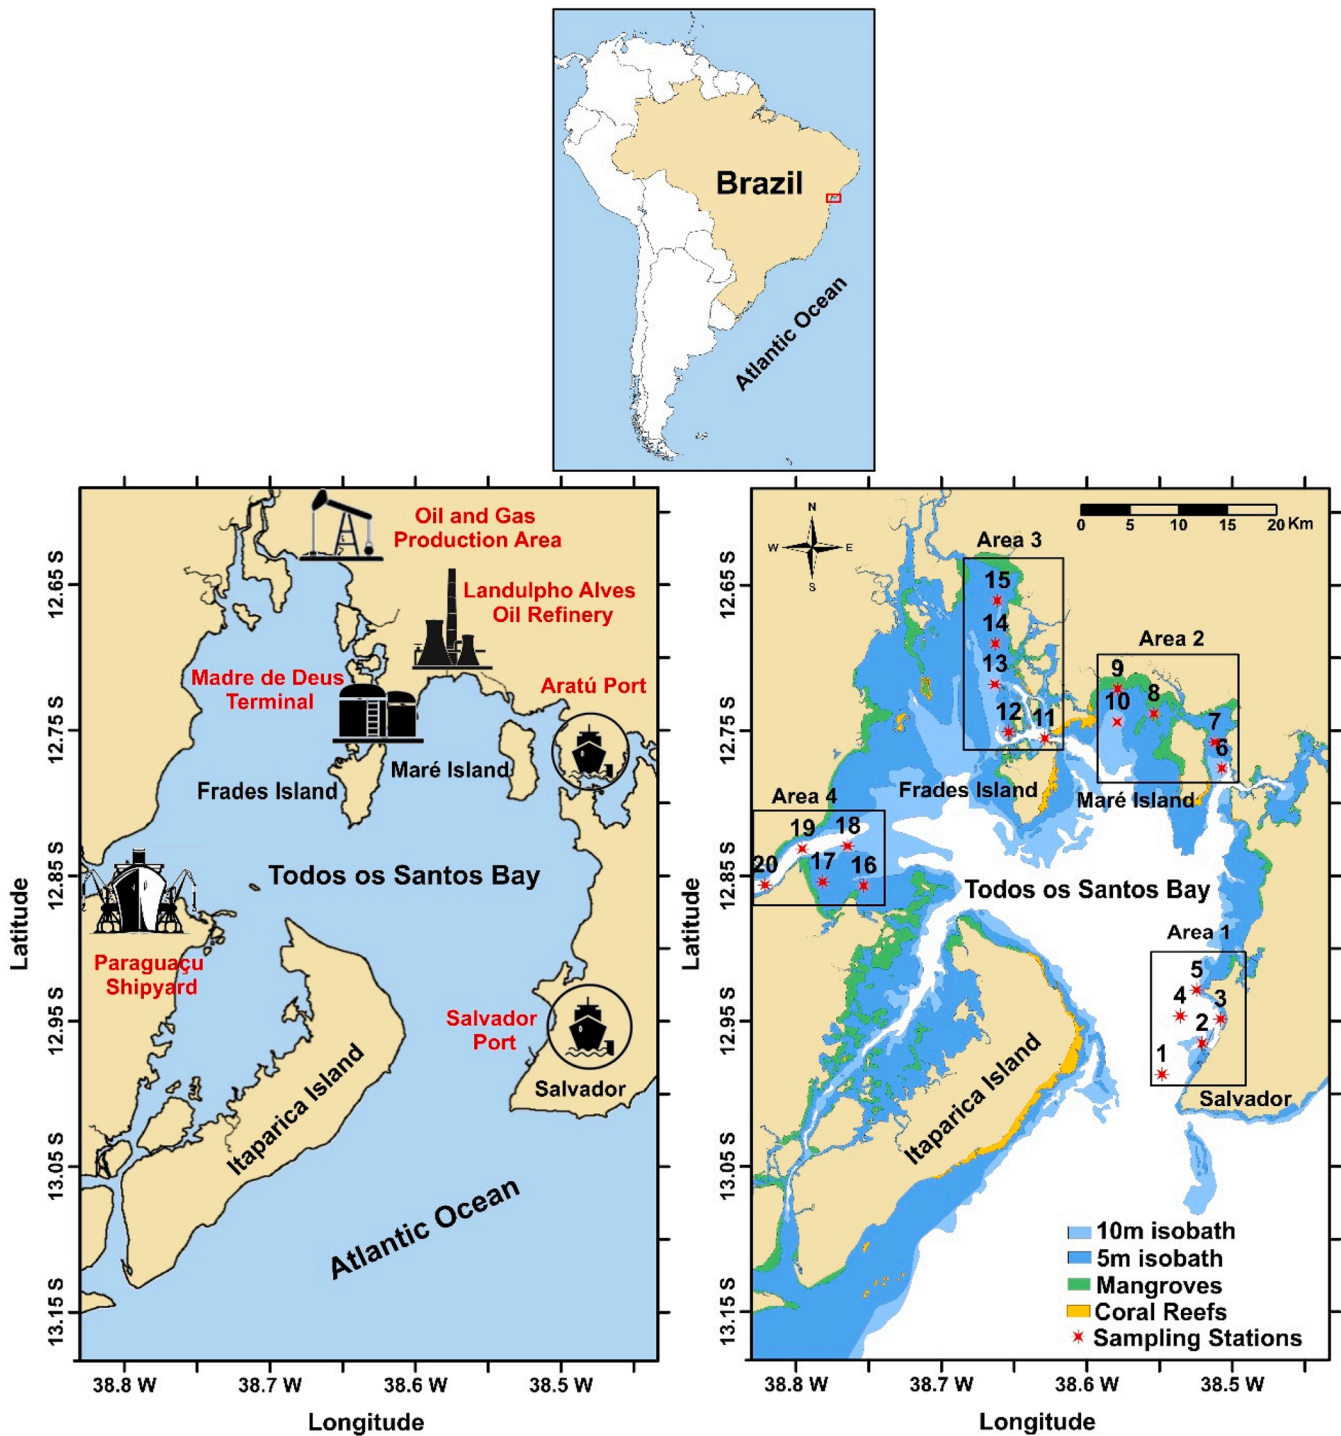 Brazil
Atlantic Ocean
Oil and Gas
Production Area
Landulpho Alves
Oil Refinery
Madre de Deus
Terminal
Aratú Port
Frades Island
Maré Island
Todos os Santos Bay
Paraguaçu
Shipyard
Salvador
Port
Salvador
Itaparica Island
Atlantic Ocean
12.65 S
12.75 S
12.85 S
12.95 S
13.05 S
13.15 S
Latitude
38.8 W
38.7 W
38.6 W
38.5 W
Longitude
N
W
E
S
0
5
10
15
20 Km
Area 3
15
14
13
12
11
Area 2
9
8
10
7
6
Frades Island
Maré Island
Area 4
19
18
20
17
16
Todos os Santos Bay
Area 1
5
4
3
2
1
Salvador
Itaparica Island
10m isobath
5m isobath
Mangroves
Coral Reefs
Sampling Stations
12.65 S
12.75 S
12.85 S
12.95 S
13.05 S
13.15 S
Latitude
38.8 W
38.7 W
38.6 W
38.5 W
Longitude